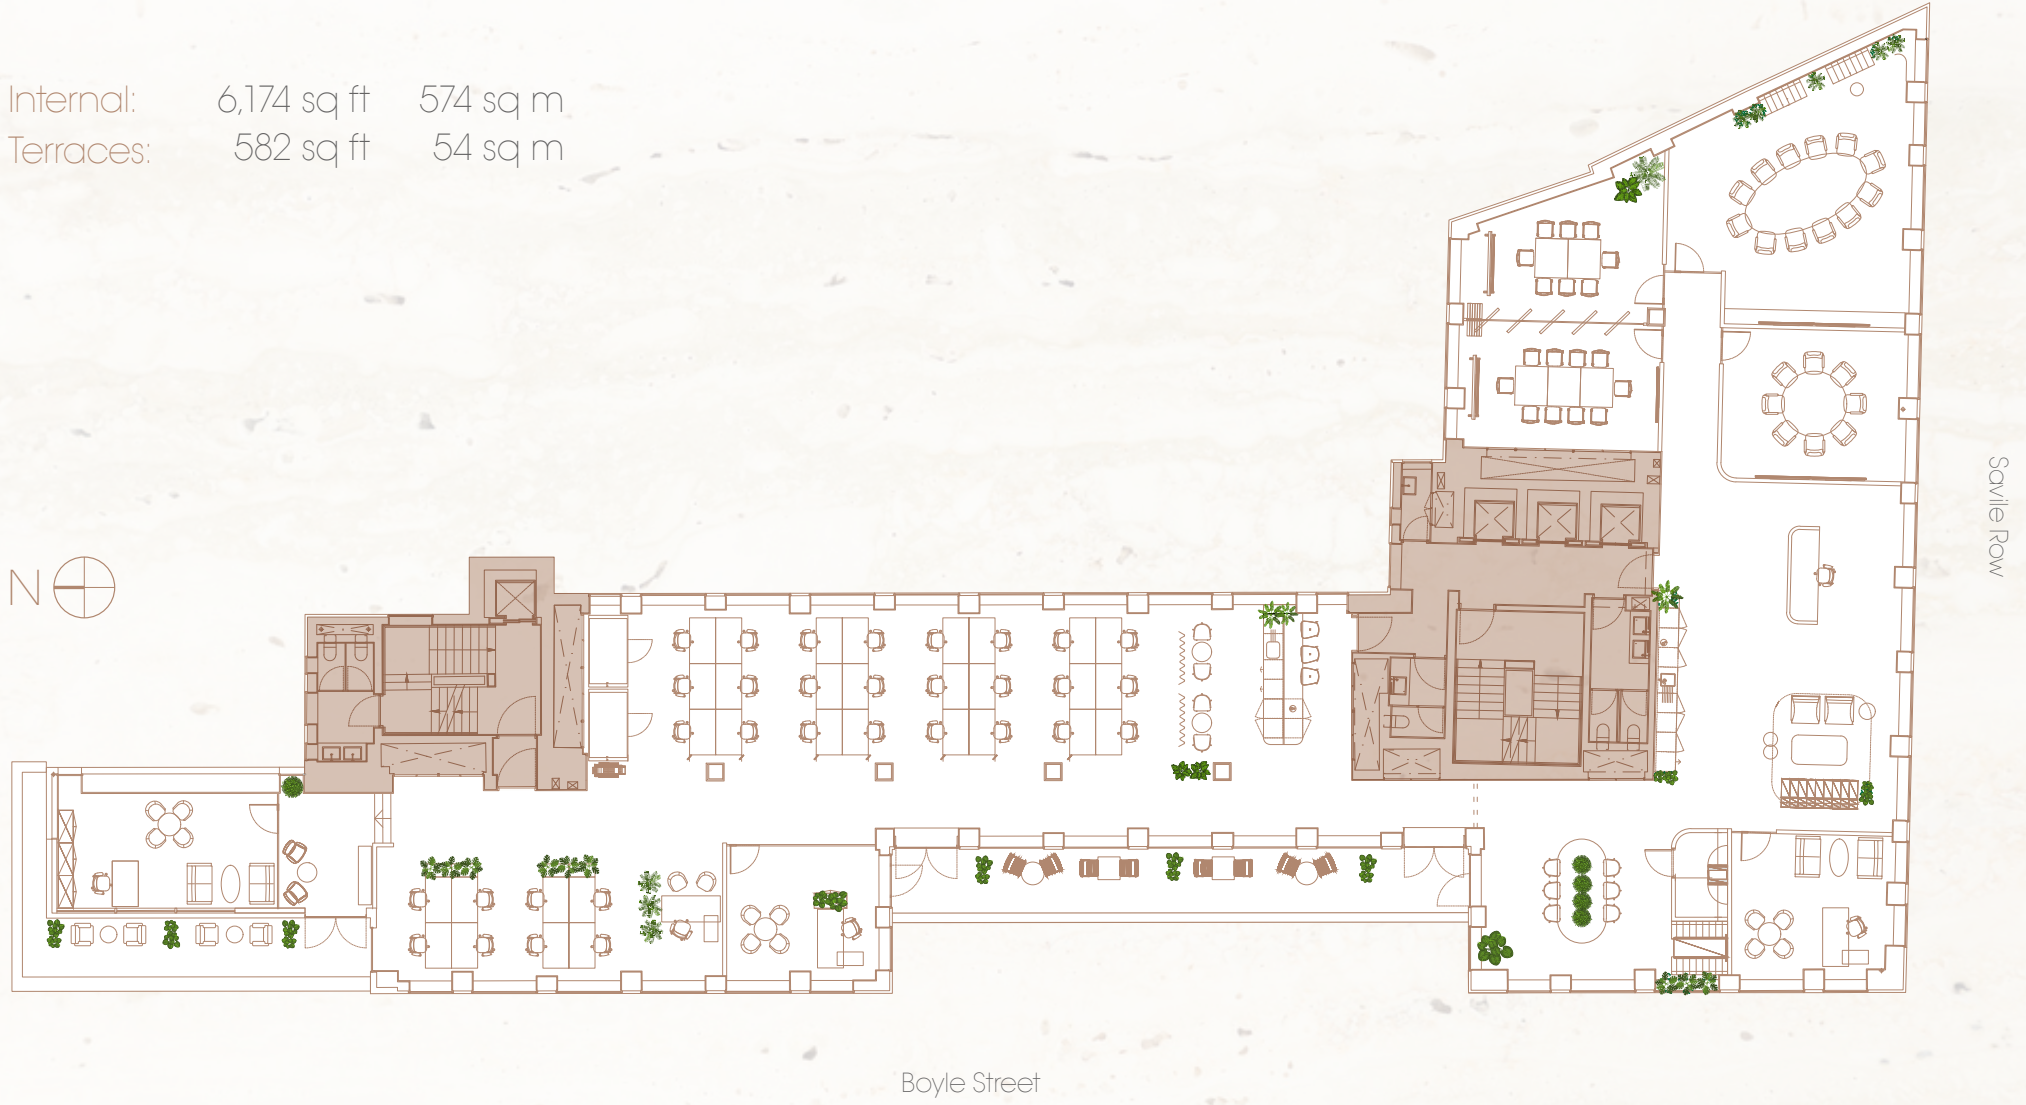 Internal: 6,174 sq ft 574 sq m
Terraces: 582 sq ft 54 sq m
Savile Row
N
Boyle Street